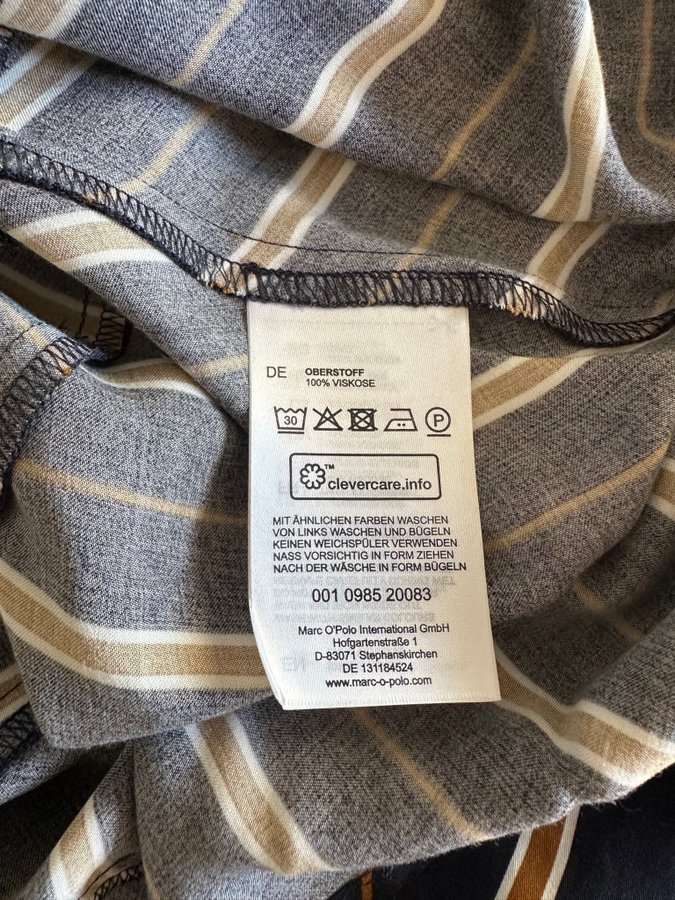 DE OBERSTOFF
100% VISKOSE
30 P
™
clevercare.info
MIT ÄHNLICHEN FARBEN WASCHEN
VON LINKS WASCHEN UND BÜGELN
KEINEN WEICHSPÜLER VERWENDEN
NASS VORSICHTIG IN FORM ZIEHEN
NACH DER WÄSCHE IN FORM BÜGELN
001 0985 20083
Marc O'Polo International GmbH
Hofgartenstraße 1
D-83071 Stephanskirchen
DE 131184524
www.marc-o-polo.com